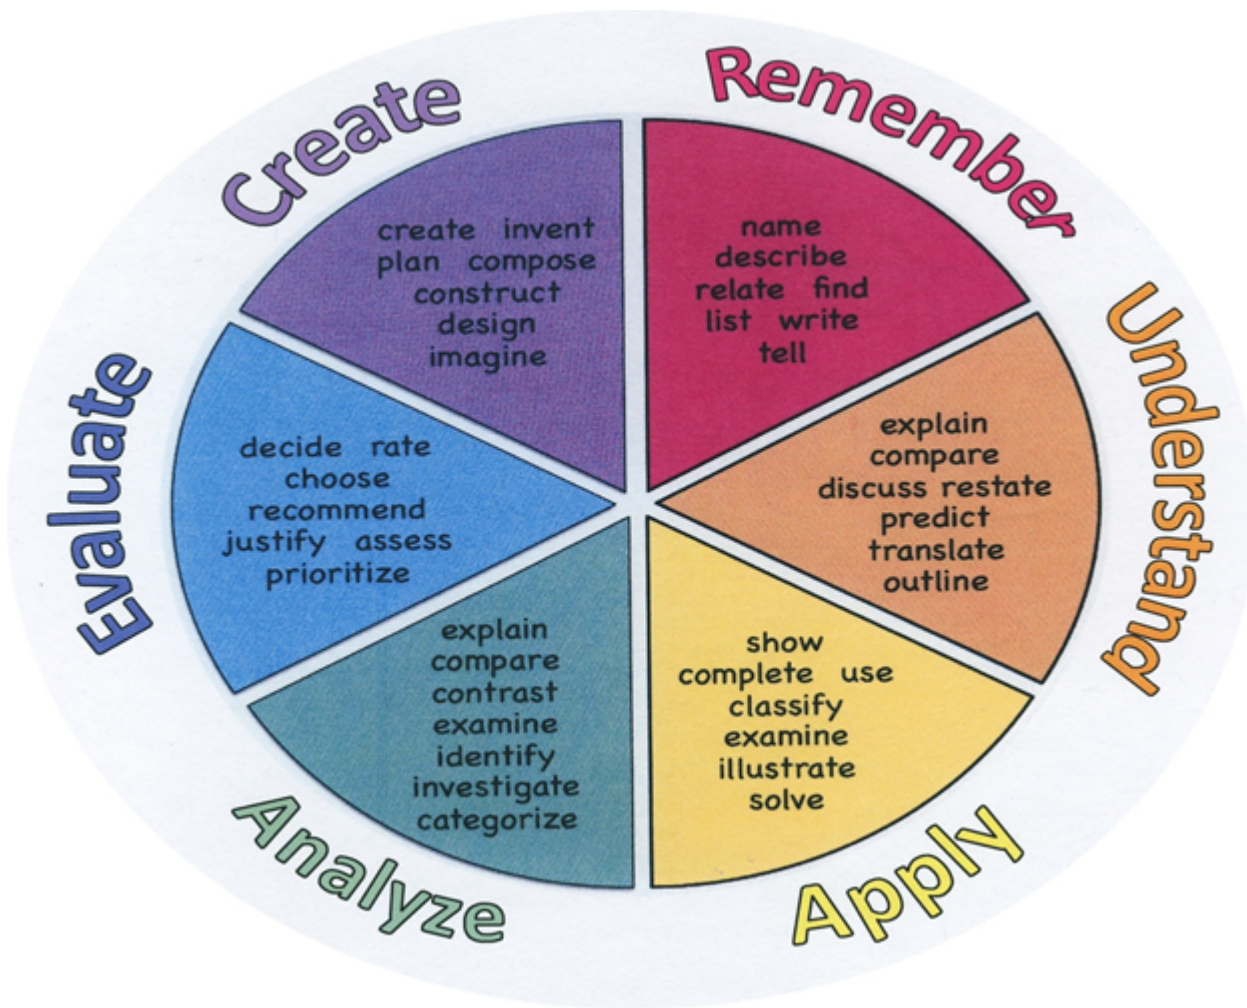 Remember
name
describe
relate find
list write
tell
Understand
explain
compare
discuss restate
predict
translate
outline
Apply
show
complete use
classify
examine
illustrate
solve
Analyze
explain
compare
contrast
examine
identify
investigate
categorize
Evaluate
decide rate
choose
recommend
justify assess
prioritize
Create
create invent
plan compose
construct
design
imagine